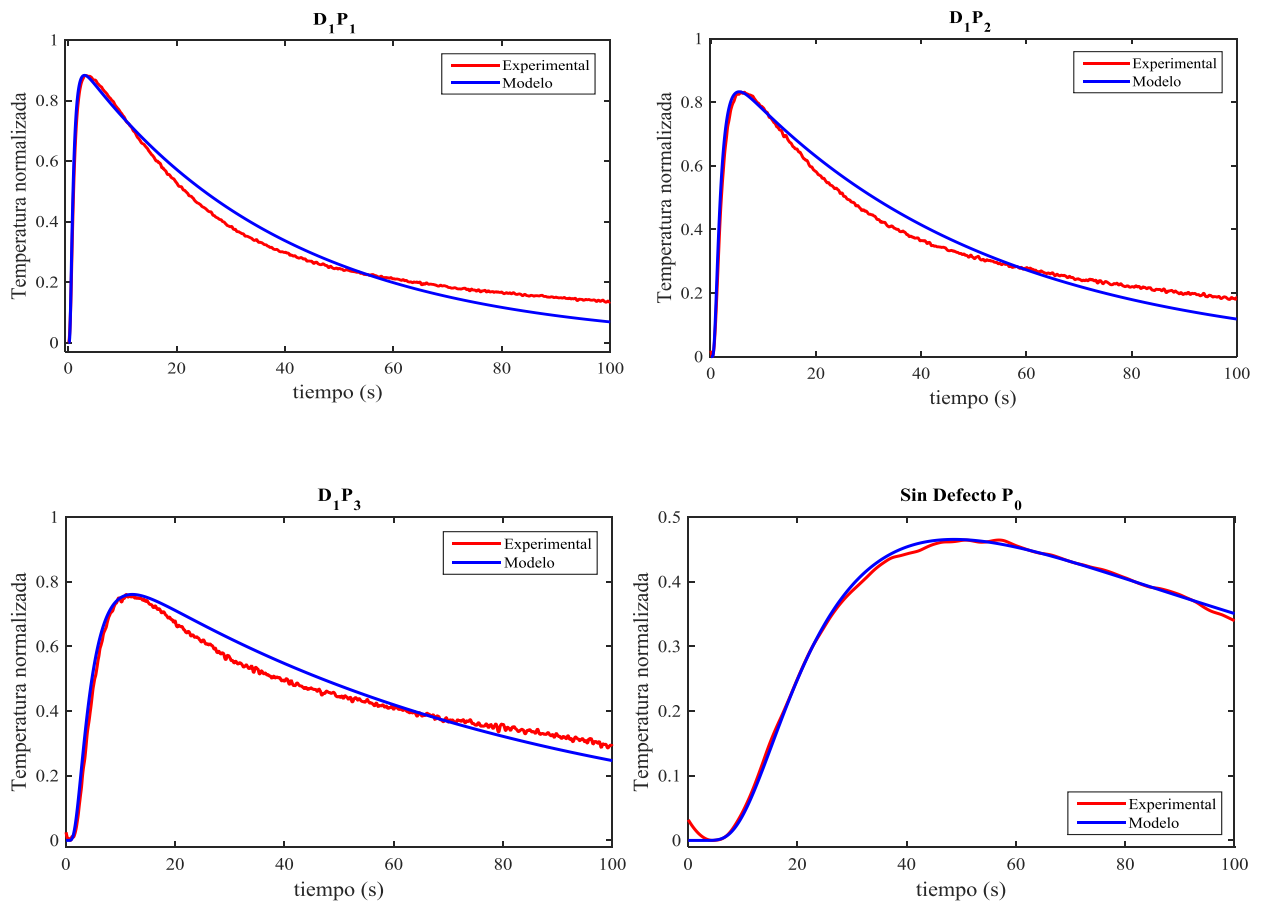 D1P1
1
0.8
0.6
0.4
0.2
0
Temperatura normalizada
Experimental
Modelo
0 20 40 60 80 100
tiempo (s)
D1P2
1
0.8
0.6
0.4
0.2
0
Temperatura normalizada
Experimental
Modelo
0 20 40 60 80 100
tiempo (s)
D1P3
1
0.8
0.6
0.4
0.2
0
Temperatura normalizada
Experimental
Modelo
0 20 40 60 80 100
tiempo (s)
Sin Defecto P0
0.5
0.4
0.3
0.2
0.1
0
Temperatura normalizada
Experimental
Modelo
0 20 40 60 80 100
tiempo (s)